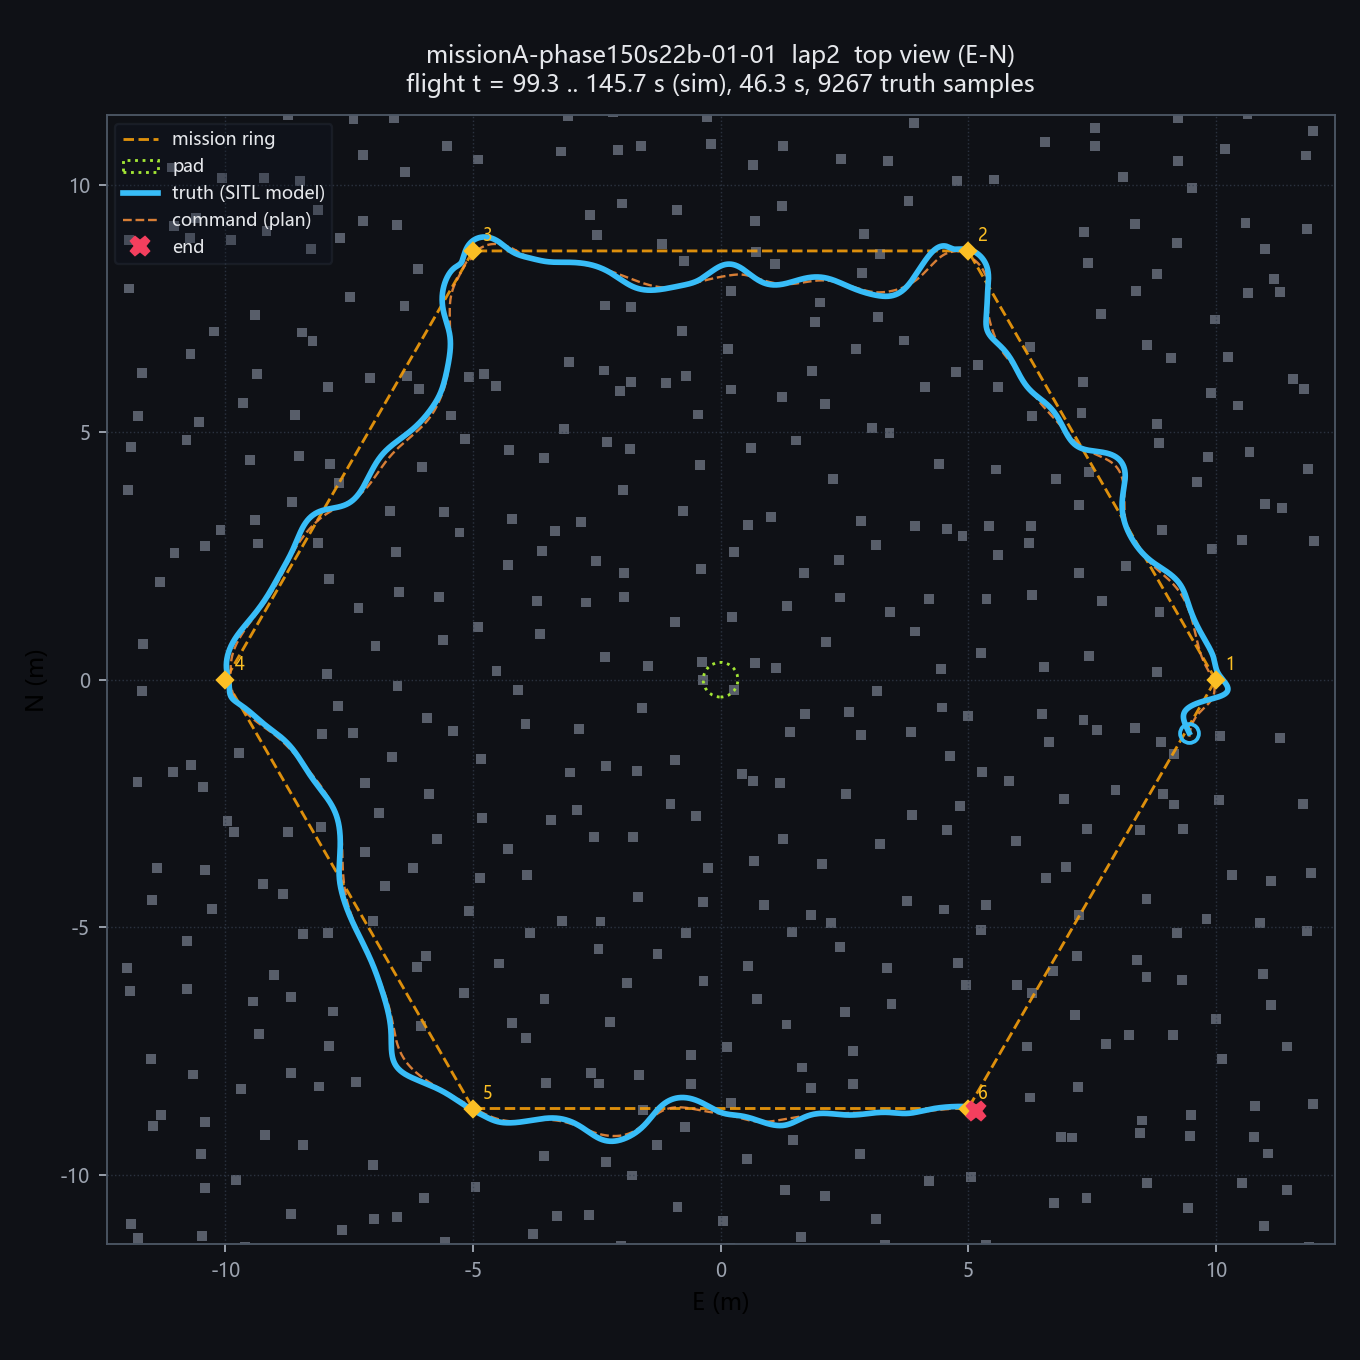 missionA-phase150s22b-01-01 lap2 top view (E-N)
flight t = 99.3 .. 145.7 s (sim), 46.3 s, 9267 truth samples
mission ring
pad
truth (SITL model)
command (plan)
end
10
5
0
-5
-10
N (m)
3
2
4
1
5
6
-10
-5
0
5
10
E (m)